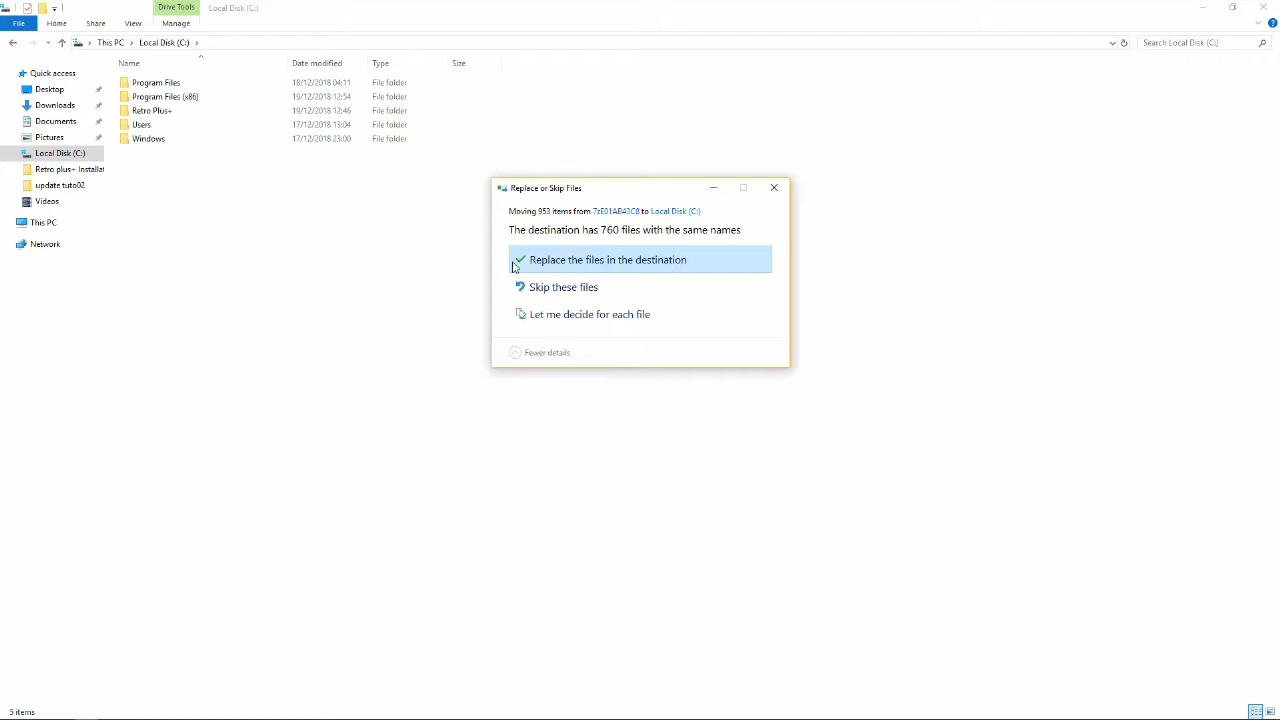 Drive Tools
Local Disk (C:)
File
Home
Share
View
Manage
This PC
Local Disk (C:)
Search Local Disk (C:)
Name
Date modified
Type
Size
Quick access
Desktop
Downloads
Documents
Pictures
Local Disk (C:)
Retro plus+ Installat
update tuto02
Videos
This PC
Network
Program Files
18/12/2018 04:11
File folder
Program Files (x86)
19/12/2018 12:54
File folder
Retro Plus+
19/12/2018 12:46
File folder
Users
17/12/2018 13:04
File folder
Windows
17/12/2018 23:00
File folder
Replace or Skip Files
Moving 953 items from 7zE01AB43C8 to Local Disk (C:)
The destination has 760 files with the same names
Replace the files in the destination
Skip these files
Let me decide for each file
Fewer details
5 items